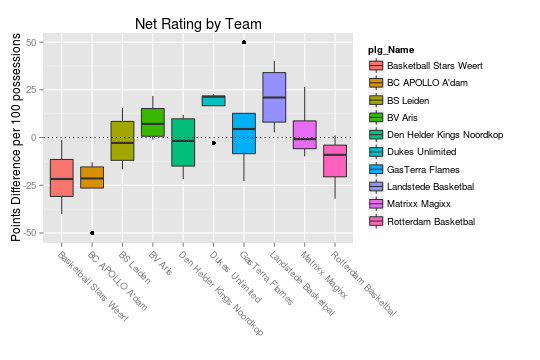 Net Rating by Team
Points Difference per 100 possessions
50
25
0
-25
-50
Basketball Stars Weert
BC APOLLO A'dam
BS Leiden
BV Aris
Den Helder Kings Noordkop
Dukes Unlimited
GasTerra Flames
Landstede Basketbal
Matrixx Magixx
Rotterdam Basketbal
plg_Name
Basketball Stars Weert
BC APOLLO A'dam
BS Leiden
BV Aris
Den Helder Kings Noordkop
Dukes Unlimited
GasTerra Flames
Landstede Basketbal
Matrixx Magixx
Rotterdam Basketbal